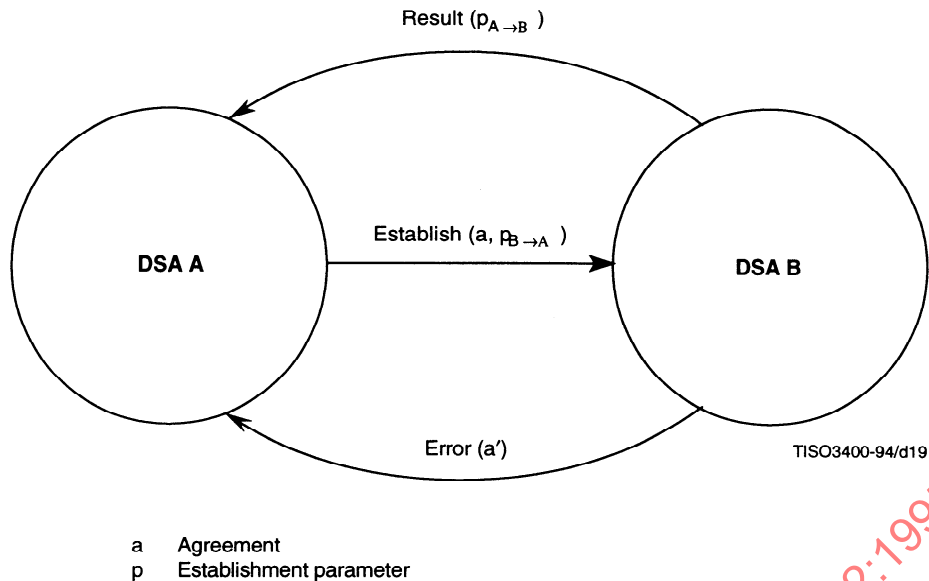 Result (pA→B )
Establish (a, pB→A )
DSA A
DSA B
Error (a′)
TISO3400-94/d19
a Agreement
p Establishment parameter